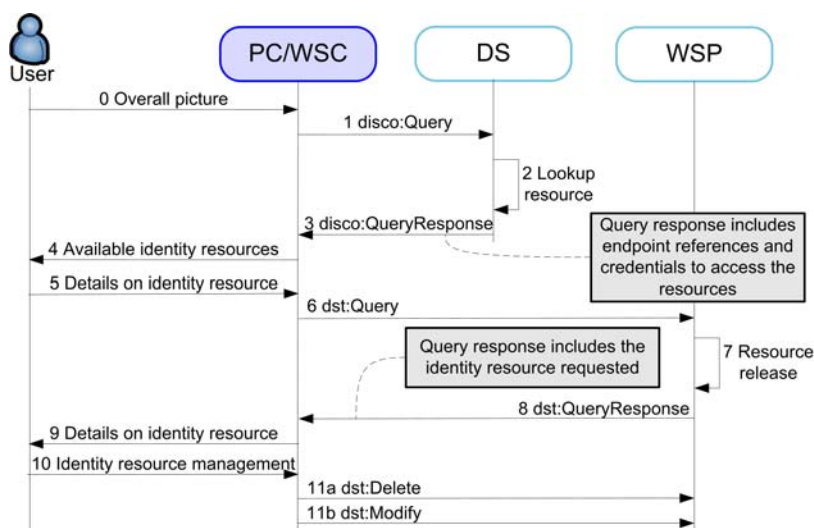 User
PC/WSC
DS
WSP
0 Overall picture
1 disco:Query
2 Lookup
resource
3 disco:QueryResponse
Query response includes
endpoint references and
credentials to access the
resources
4 Available identity resources
5 Details on identity resource
6 dst:Query
Query response includes the
identity resource requested
7 Resource
release
8 dst:QueryResponse
9 Details on identity resource
10 Identity resource management
11a dst:Delete
11b dst:Modify